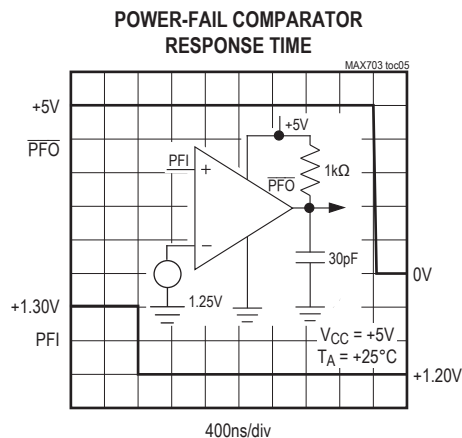 POWER-FAIL COMPARATOR
RESPONSE TIME
MAX703 toc05
+5V
+5V
PFO
PFI
+
PFO
1kΩ
−
30pF
0V
+1.30V
1.25V
PFI
VCC = +5V
TA = +25°C
+1.20V
400ns/div